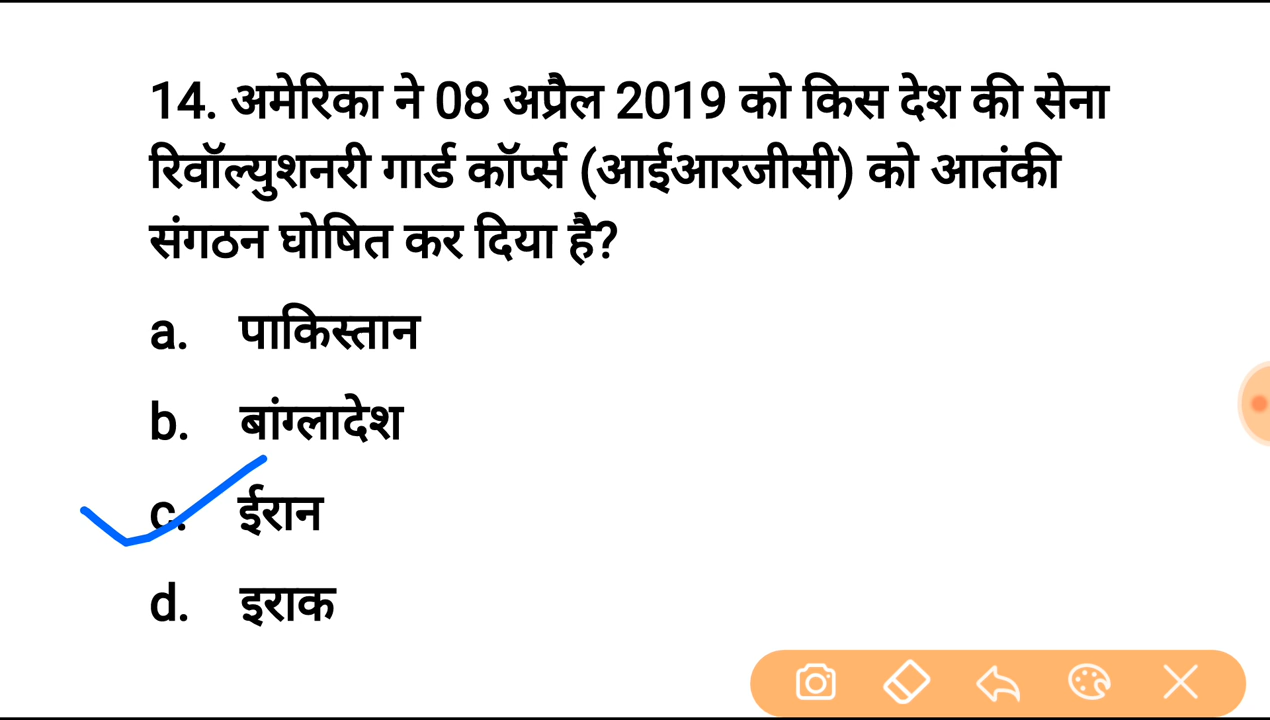 14. अमेरिका ने 08 अप्रैल 2019 को किस देश की सेना
रिवॉल्युशनरी गार्ड कॉर्प्स (आईआरजीसी) को आतंकी
संगठन घोषित कर दिया है?
a. पाकिस्तान
b. बांग्लादेश
c. ईरान
d. इराक